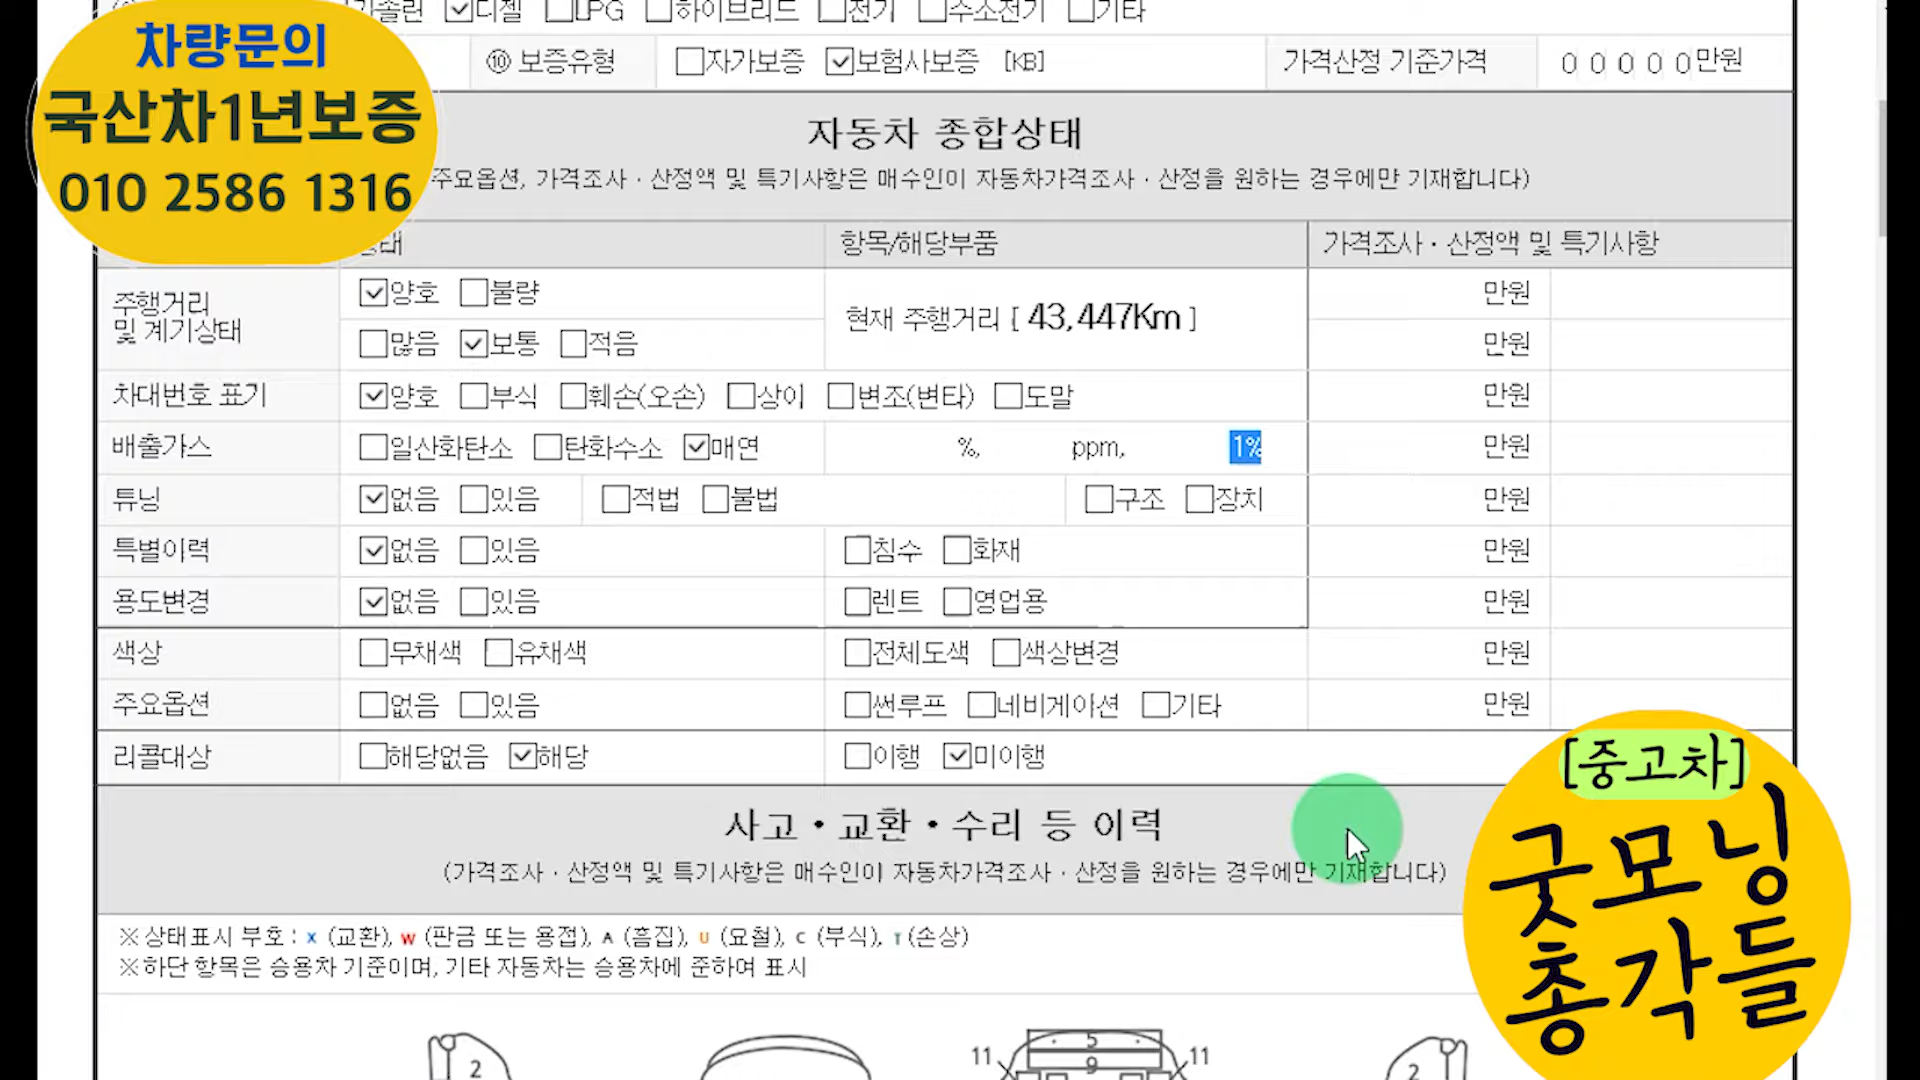 가솔린 ☑디젤 □LPG □하이브리드 □전기 □수소전기 □기타
⑩ 보증유형 □자가보증 ☑보험사보증 [KB] 가격산정 기준가격 0 0 0 0 0만원
차량문의
국산차1년보증
010 2586 1316
자동차 종합상태
주요옵션, 가격조사 · 산정액 및 특기사항은 매수인이 자동차가격조사 · 산정을 원하는 경우에만 기재합니다)
상태 항목/해당부품 가격조사 · 산정액 및 특기사항
주행거리
및 계기상태
☑양호 □불량 만원
현재 주행거리 [ 43,447Km ]
□많음 ☑보통 □적음 만원
차대번호 표기 ☑양호 □부식 □훼손(오손) □상이 □변조(변타) □도말 만원
배출가스 □일산화탄소 □탄화수소 ☑매연 %, ppm, 1% 만원
튜닝 ☑없음 □있음 □적법 □불법 □구조 □장치 만원
특별이력 ☑없음 □있음 □침수 □화재 만원
용도변경 ☑없음 □있음 □렌트 □영업용 만원
색상 □무채색 □유채색 □전체도색 □색상변경 만원
주요옵션 □없음 □있음 □썬루프 □네비게이션 □기타 만원
리콜대상 □해당없음 ☑해당 □이행 ☑미이행
사고 · 교환 · 수리 등 이력
(가격조사 · 산정액 및 특기사항은 매수인이 자동차가격조사 · 산정을 원하는 경우에만 기재합니다)
※ 상태표시 부호 : X (교환), W (판금 또는 용접), A (흠집), U (요철), C (부식), T (손상)
※ 하단 항목은 승용차 기준이며, 기타 자동차는 승용차에 준하여 표시
2 11 5 9 11 2
[중고차]
굿모닝
총각들